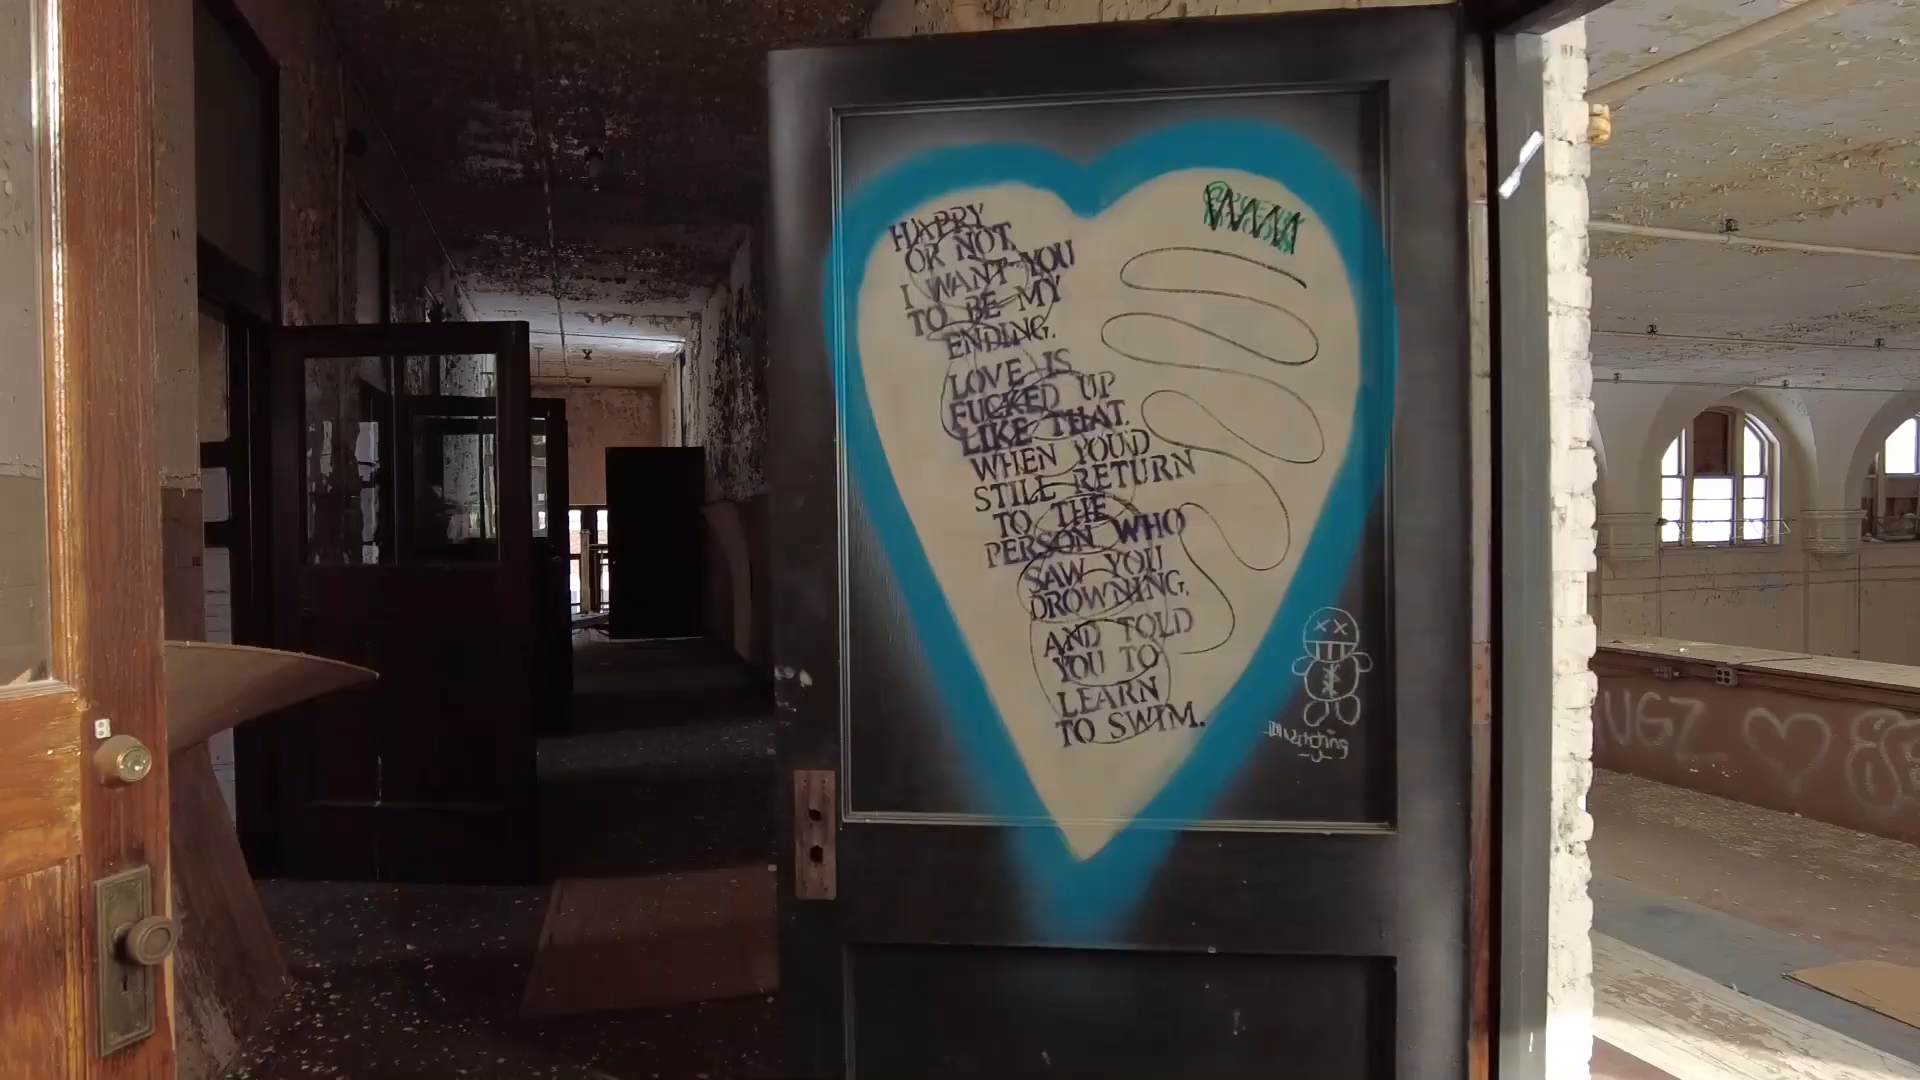 HAPPY
OR NOT,
I WANT YOU
TO BE MY
ENDING.
LOVE IS
FUCKED UP
LIKE THAT.
WHEN YOU'D
STILL RETURN
TO THE
PERSON WHO
SAW YOU
DROWNING,
AND TOLD
YOU TO
LEARN
TO SWIM.